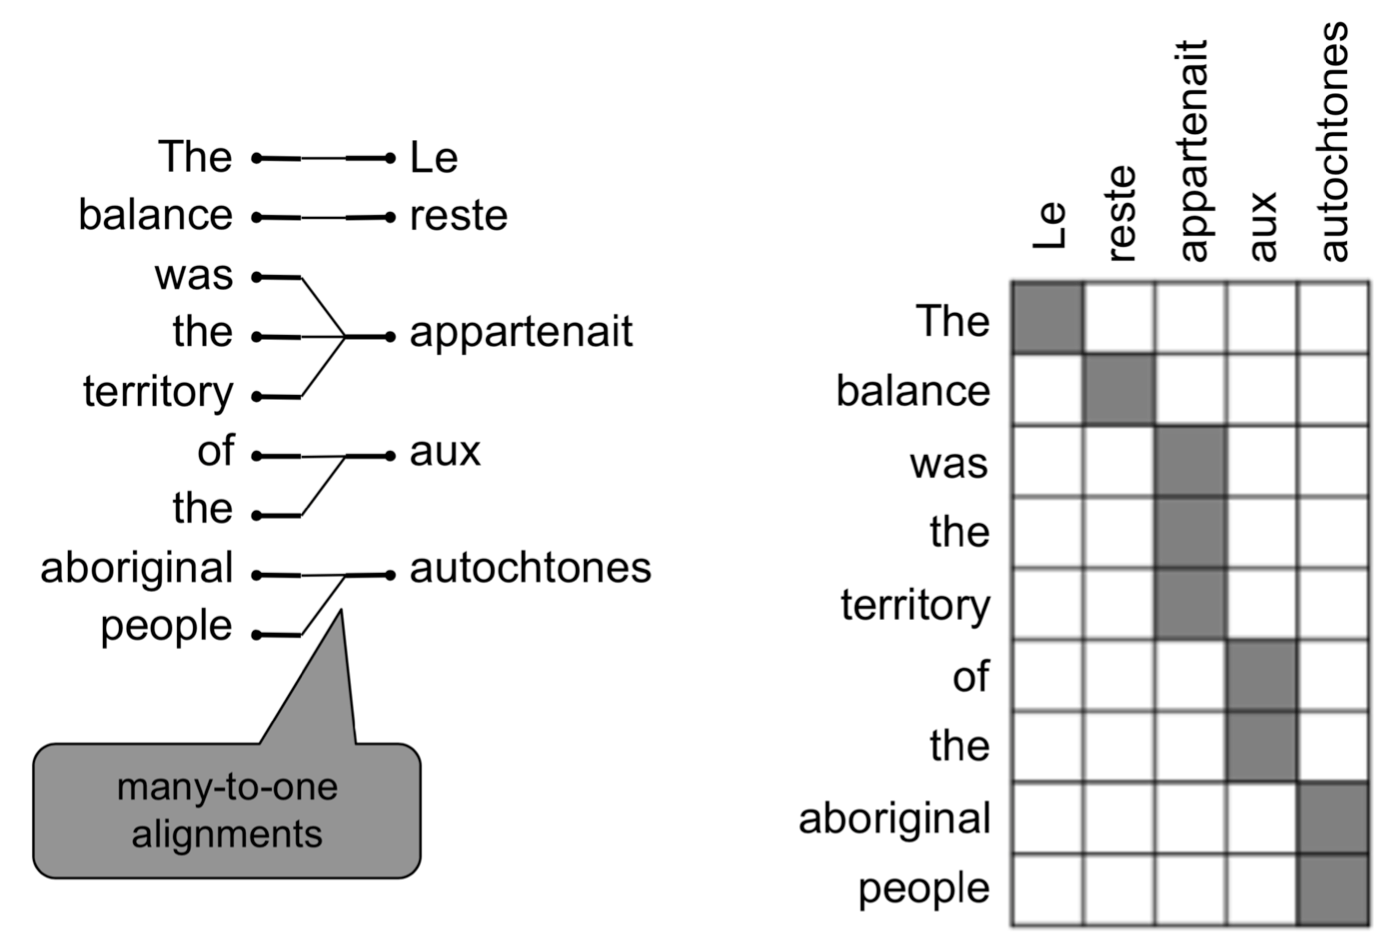 The Le
balance reste
was
the appartenait
territory
of aux
the
aboriginal autochtones
people
many-to-one
alignments
Le reste appartenait aux autochtones
The
balance
was
the
territory
of
the
aboriginal
people